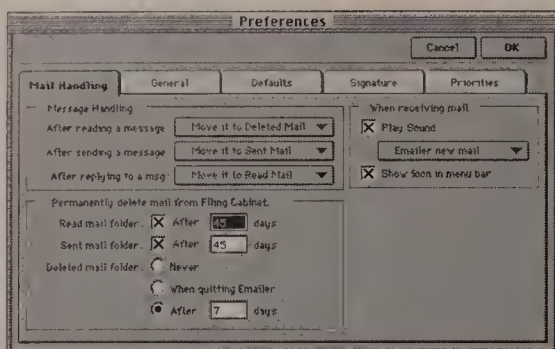 Preferences
Cancel OK
Mail Handling General Defaults Signature Priorities
Message Handling
After reading a message Move it to Deleted Mail
After sending a message Move it to Sent Mail
After replying to a msg Move it to Read Mail
When receiving mail
Play Sound
Emailer new mail
Show icon in menu bar
Permanently delete mail from Filing Cabinet
Read mail folder. After 45 days
Sent mail folder. After 45 days
Deleted mail folder. Never
When quitting Emailer
After 7 days